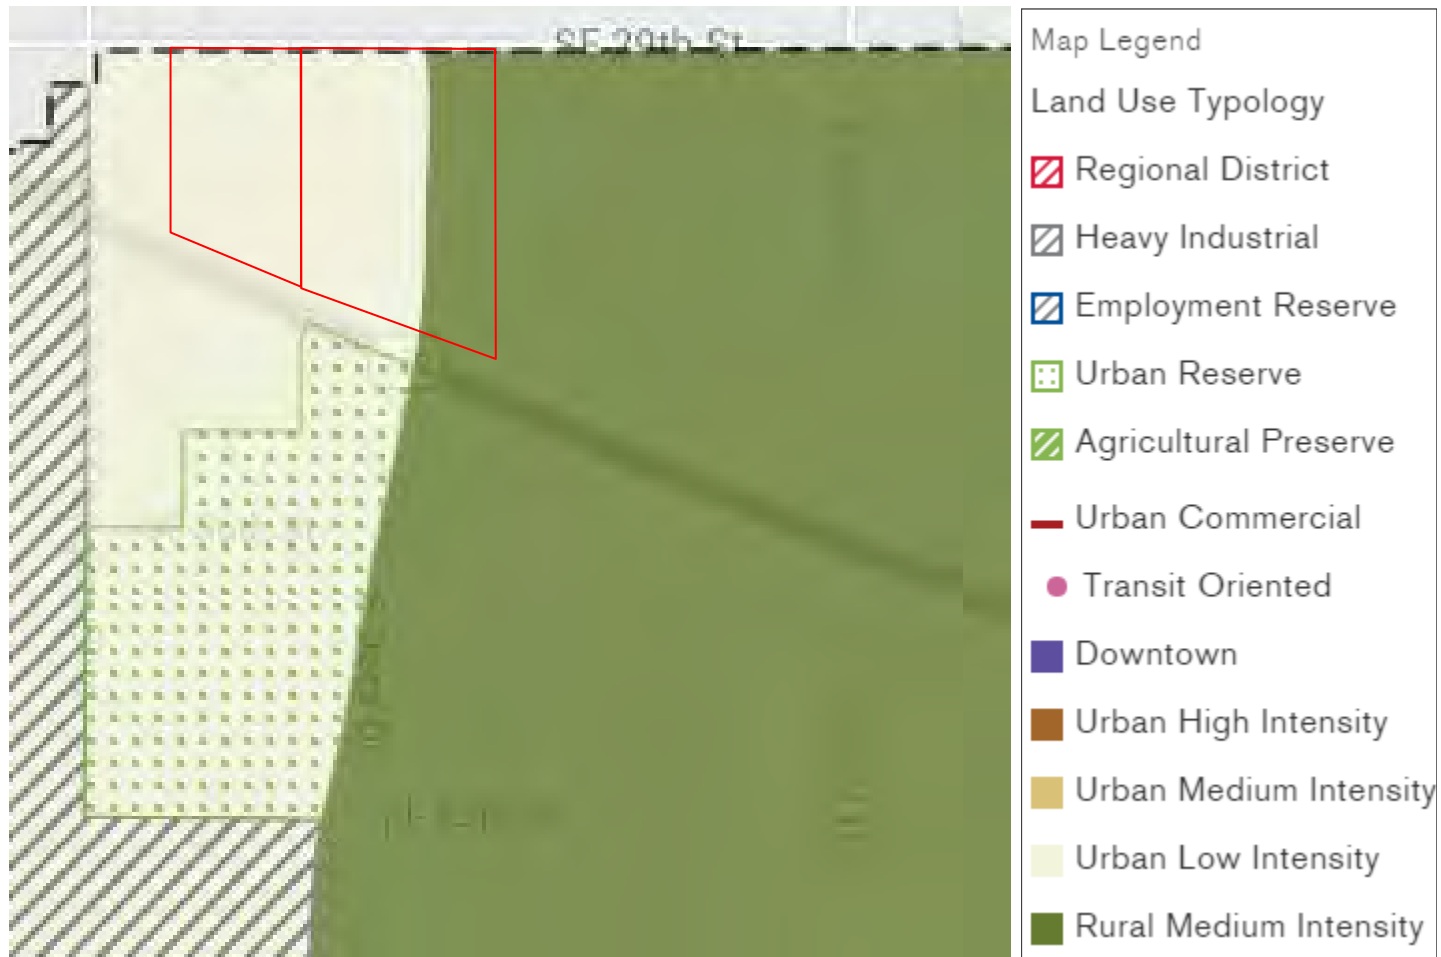 SE 29th St
Map Legend
Land Use Typology
Regional District
Heavy Industrial
Employment Reserve
Urban Reserve
Agricultural Preserve
Urban Commercial
Transit Oriented
Downtown
Urban High Intensity
Urban Medium Intensity
Urban Low Intensity
Rural Medium Intensity